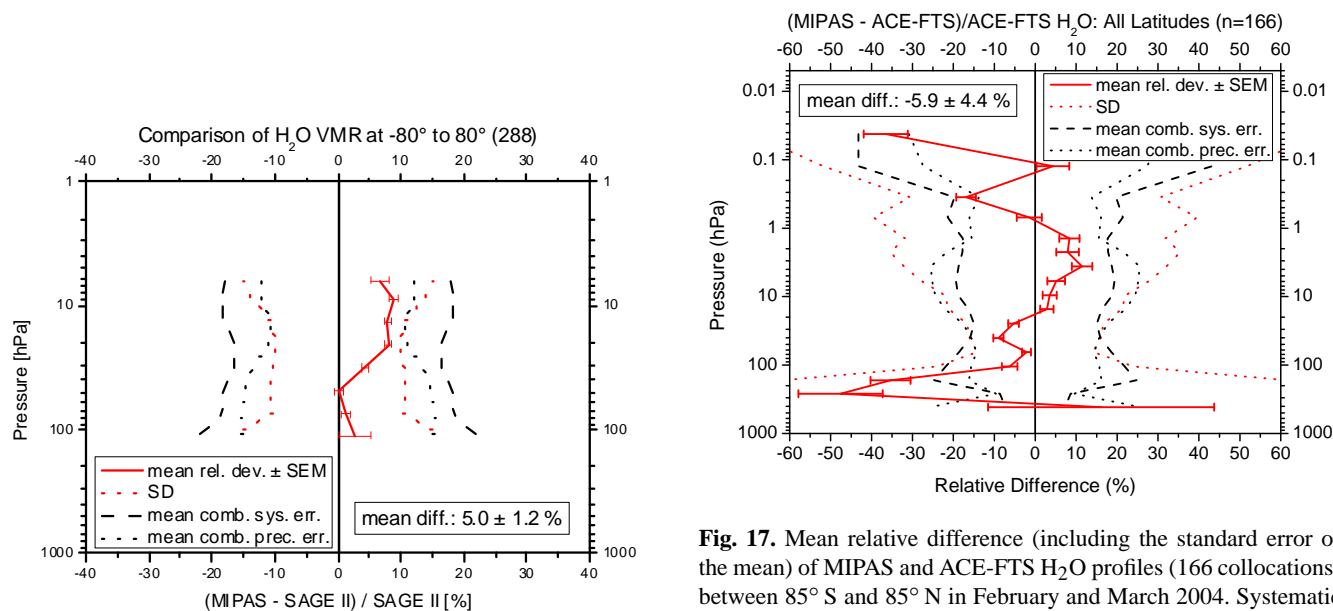 Comparison of H2O VMR at -80° to 80° (288)
-40 -30 -20 -10 0 10 20 30 40
1 1
10 10
100 100
1000 1000
Pressure [hPa]
mean rel. dev. ± SEM
SD
mean comb. sys. err.
mean comb. prec. err.
mean diff.: 5.0 ± 1.2 %
-40 -30 -20 -10 0 10 20 30 40
(MIPAS - SAGE II) / SAGE II [%]
(MIPAS - ACE-FTS)/ACE-FTS H2O: All Latitudes (n=166)
-60 -50 -40 -30 -20 -10 0 10 20 30 40 50 60
mean diff.: -5.9 ± 4.4 %
mean rel. dev. ± SEM
SD
mean comb. sys. err.
mean comb. prec. err.
0.01 0.01
0.1 0.1
1 1
10 10
100 100
1000 1000
Pressure (hPa)
-60 -50 -40 -30 -20 -10 0 10 20 30 40 50 60
Relative Difference (%)
Fig. 17. Mean relative difference (including the standard error o
the mean) of MIPAS and ACE-FTS H2O profiles (166 collocations
between 85° S and 85° N in February and March 2004. Systematic